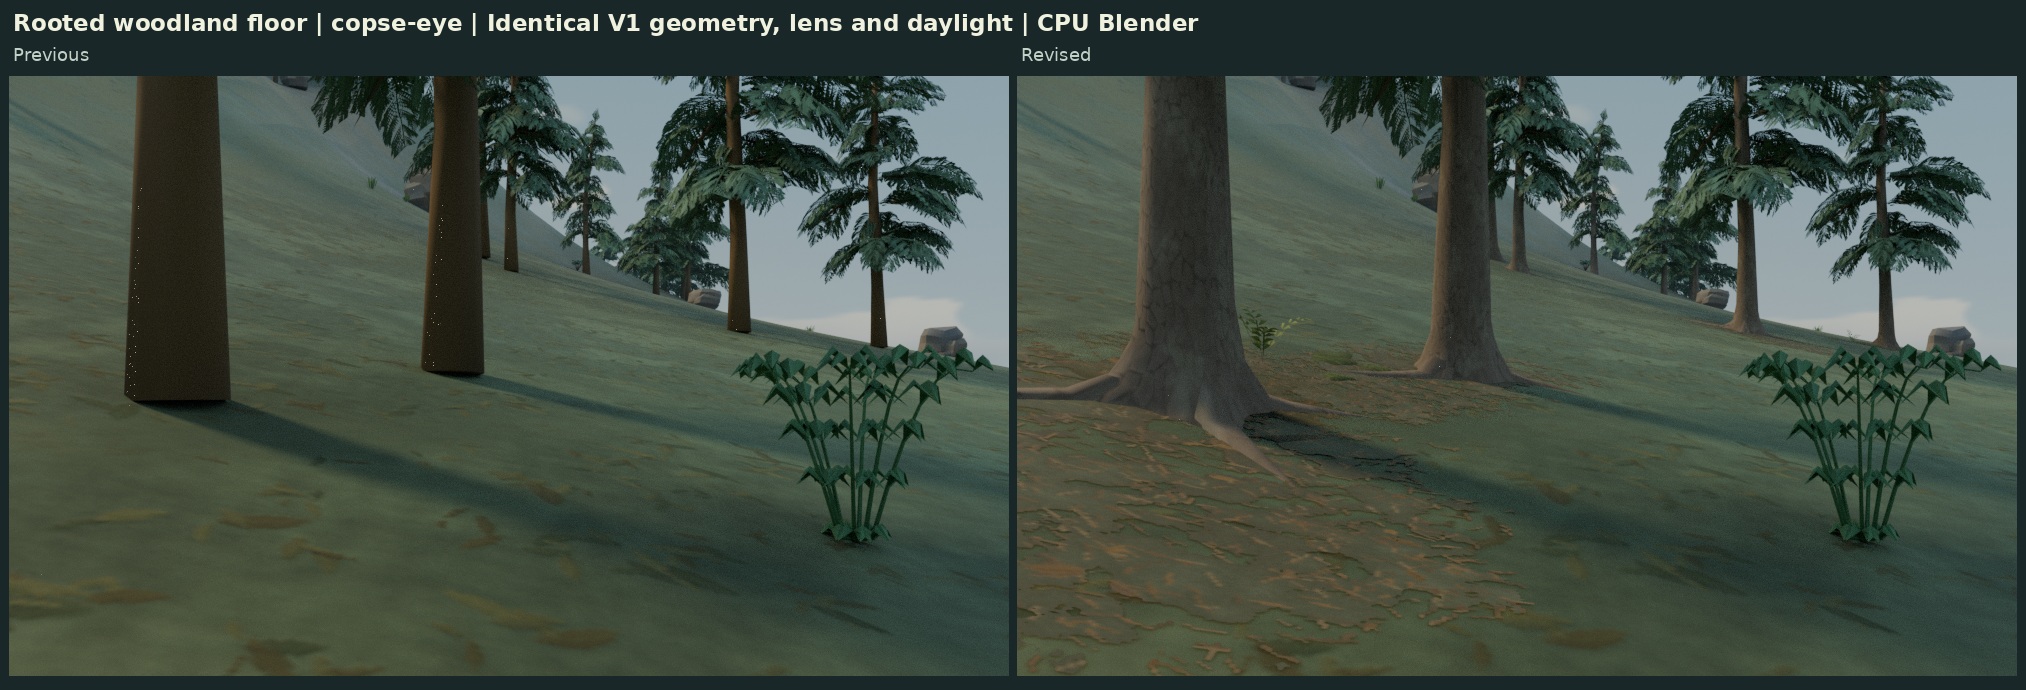 Rooted woodland floor | copse-eye | Identical V1 geometry, lens and daylight | CPU Blender
Previous
Revised